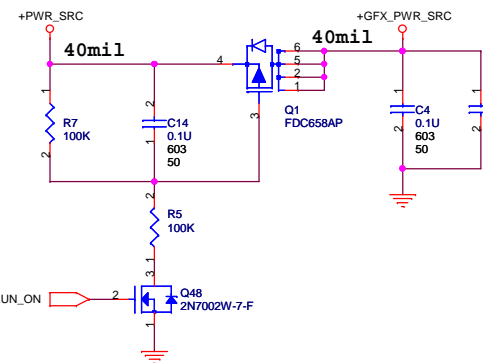 +PWR_SRC
+GFX_PWR_SRC
40mil
40mil
4
6
5
2
1
3
Q1
FDC658AP
1
R7
100K
2
2
C14
0.1U
603
50
1
1
C4
0.1U
603
50
2
1
2
2
R5
100K
1
3
UN_ON
2
Q48
2N7002W-7-F
1